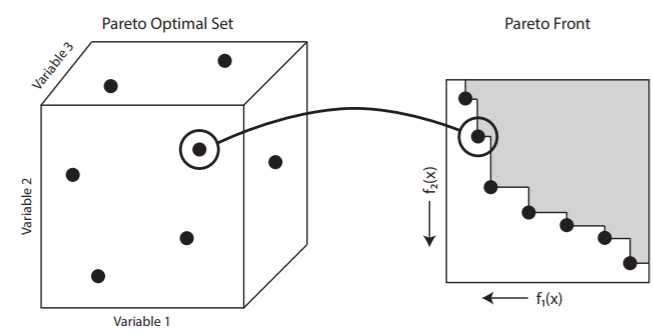 Pareto Optimal Set
Pareto Front
Variable 3
Variable 2
Variable 1
f₂(x)
f₁(x)